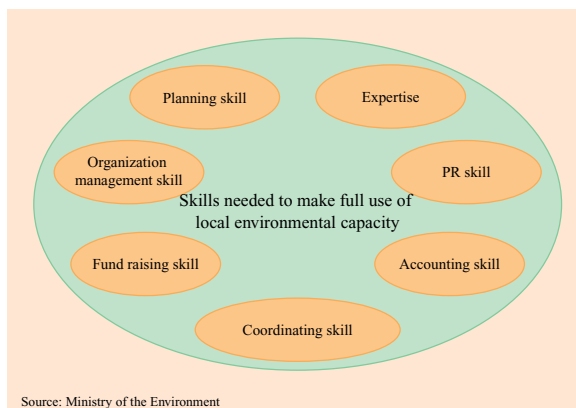 Planning skill
Expertise
Organization
management skill
PR skill
Skills needed to make full use of
local environmental capacity
Fund raising skill
Accounting skill
Coordinating skill
Source: Ministry of the Environment